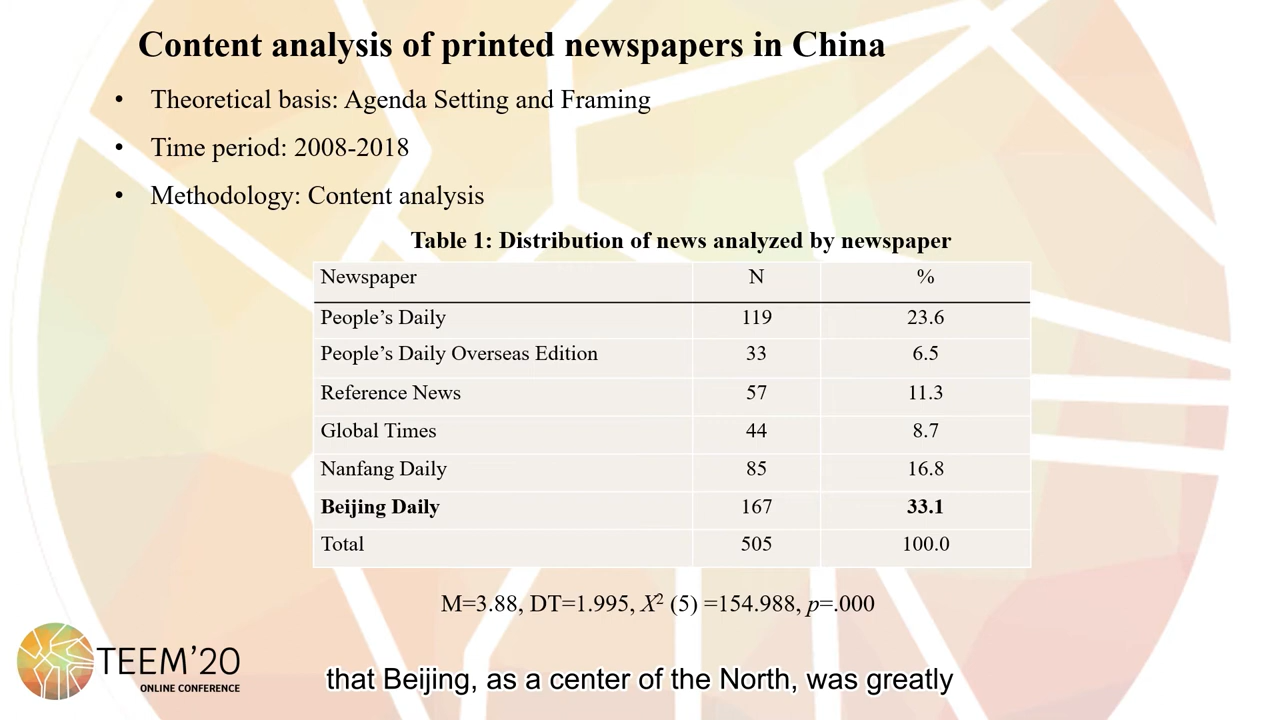 Content analysis of printed newspapers in China
• Theoretical basis: Agenda Setting and Framing
• Time period: 2008-2018
• Methodology: Content analysis
Table 1: Distribution of news analyzed by newspaper
Newspaper N %
People's Daily 119 23.6
People's Daily Overseas Edition 33 6.5
Reference News 57 11.3
Global Times 44 8.7
Nanfang Daily 85 16.8
Beijing Daily 167 33.1
Total 505 100.0
M=3.88, DT=1.995, X² (5) =154.988, p=.000
TEEM'20
ONLINE CONFERENCE
that Beijing, as a center of the North, was greatly